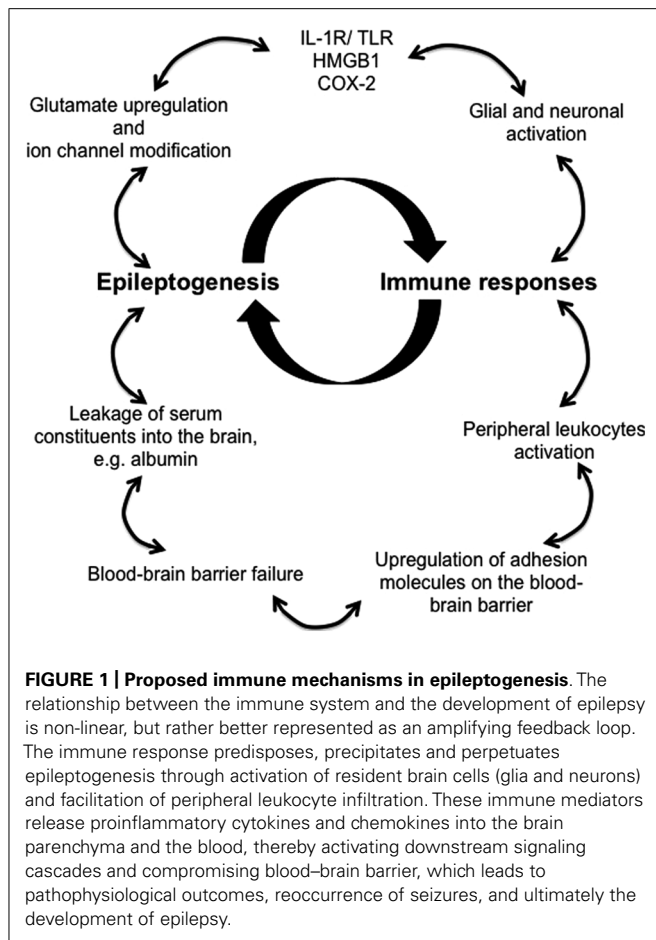 IL-1R/ TLR
HMGB1
COX-2
Glutamate upregulation
and
ion channel modification
Glial and neuronal
activation
Epileptogenesis
Immune responses
Leakage of serum
constituents into the brain,
e.g. albumin
Peripheral leukocytes
activation
Blood-brain barrier failure
Upregulation of adhesion
molecules on the blood-
brain barrier
FIGURE 1 | Proposed immune mechanisms in epileptogenesis. The
relationship between the immune system and the development of epilepsy
is non-linear, but rather better represented as an amplifying feedback loop.
The immune response predisposes, precipitates and perpetuates
epileptogenesis through activation of resident brain cells (glia and neurons)
and facilitation of peripheral leukocyte infiltration. These immune mediators
release proinflammatory cytokines and chemokines into the brain
parenchyma and the blood, thereby activating downstream signaling
cascades and compromising blood–brain barrier, which leads to
pathophysiological outcomes, reoccurrence of seizures, and ultimately the
development of epilepsy.